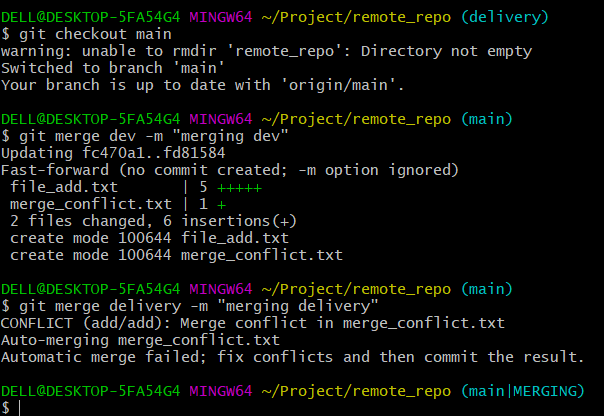 DELL@DESKTOP-5FA54G4 MINGW64 ~/Project/remote_repo (delivery)
$ git checkout main
warning: unable to rmdir 'remote_repo': Directory not empty
Switched to branch 'main'
Your branch is up to date with 'origin/main'.
DELL@DESKTOP-5FA54G4 MINGW64 ~/Project/remote_repo (main)
$ git merge dev -m "merging dev"
Updating fc470a1..fd81584
Fast-forward (no commit created; -m option ignored)
 file_add.txt       | 5 +++++
 merge_conflict.txt | 1 +
 2 files changed, 6 insertions(+)
 create mode 100644 file_add.txt
 create mode 100644 merge_conflict.txt
DELL@DESKTOP-5FA54G4 MINGW64 ~/Project/remote_repo (main)
$ git merge delivery -m "merging delivery"
CONFLICT (add/add): Merge conflict in merge_conflict.txt
Auto-merging merge_conflict.txt
Automatic merge failed; fix conflicts and then commit the result.
DELL@DESKTOP-5FA54G4 MINGW64 ~/Project/remote_repo (main|MERGING)
$